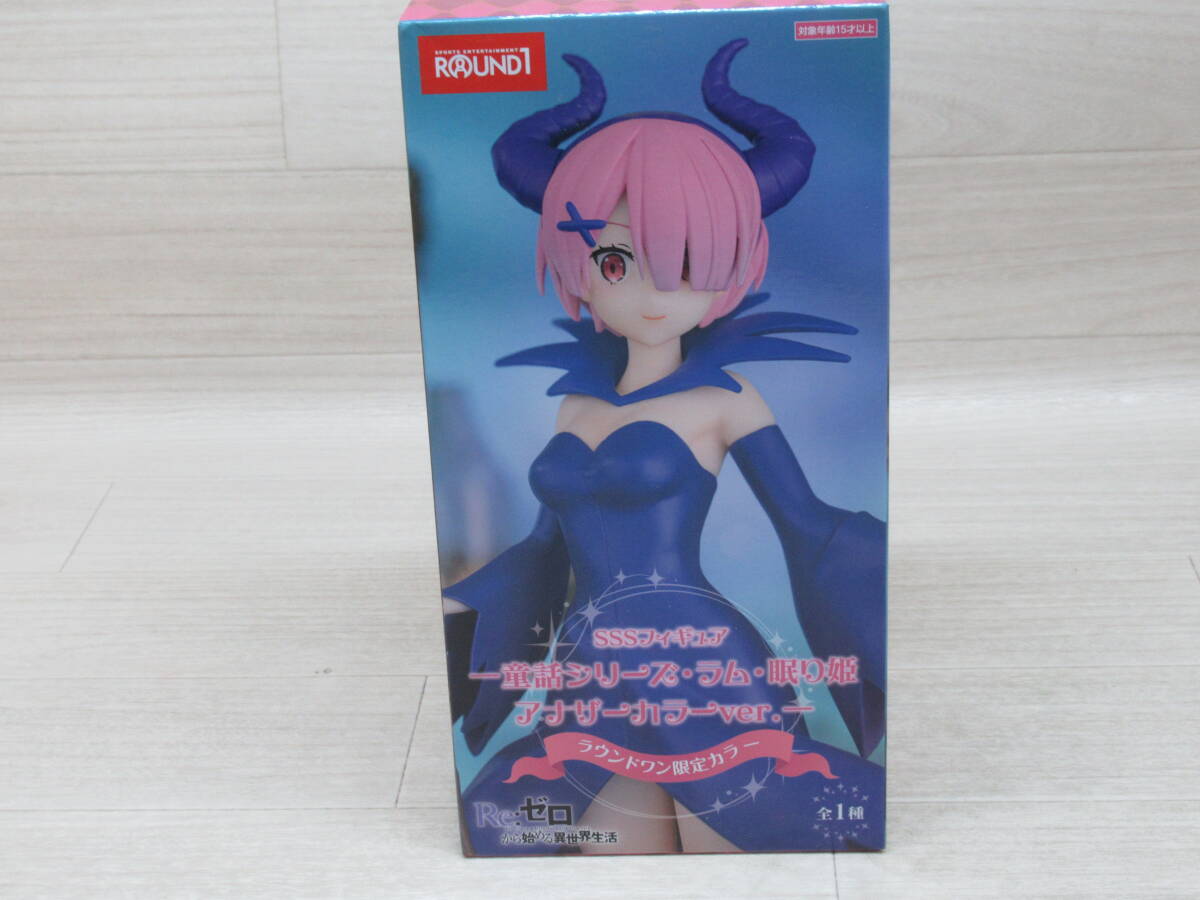 SPORTS ENTERTAINMENT
ROUND1
対象年齢15才以上
SSSフィギュア
―童話シリーズ・ラム・眠り姫
アナザーカラーver.―
ラウンドワン限定カラー
Re:ゼロ
から始める異世界生活
全1種